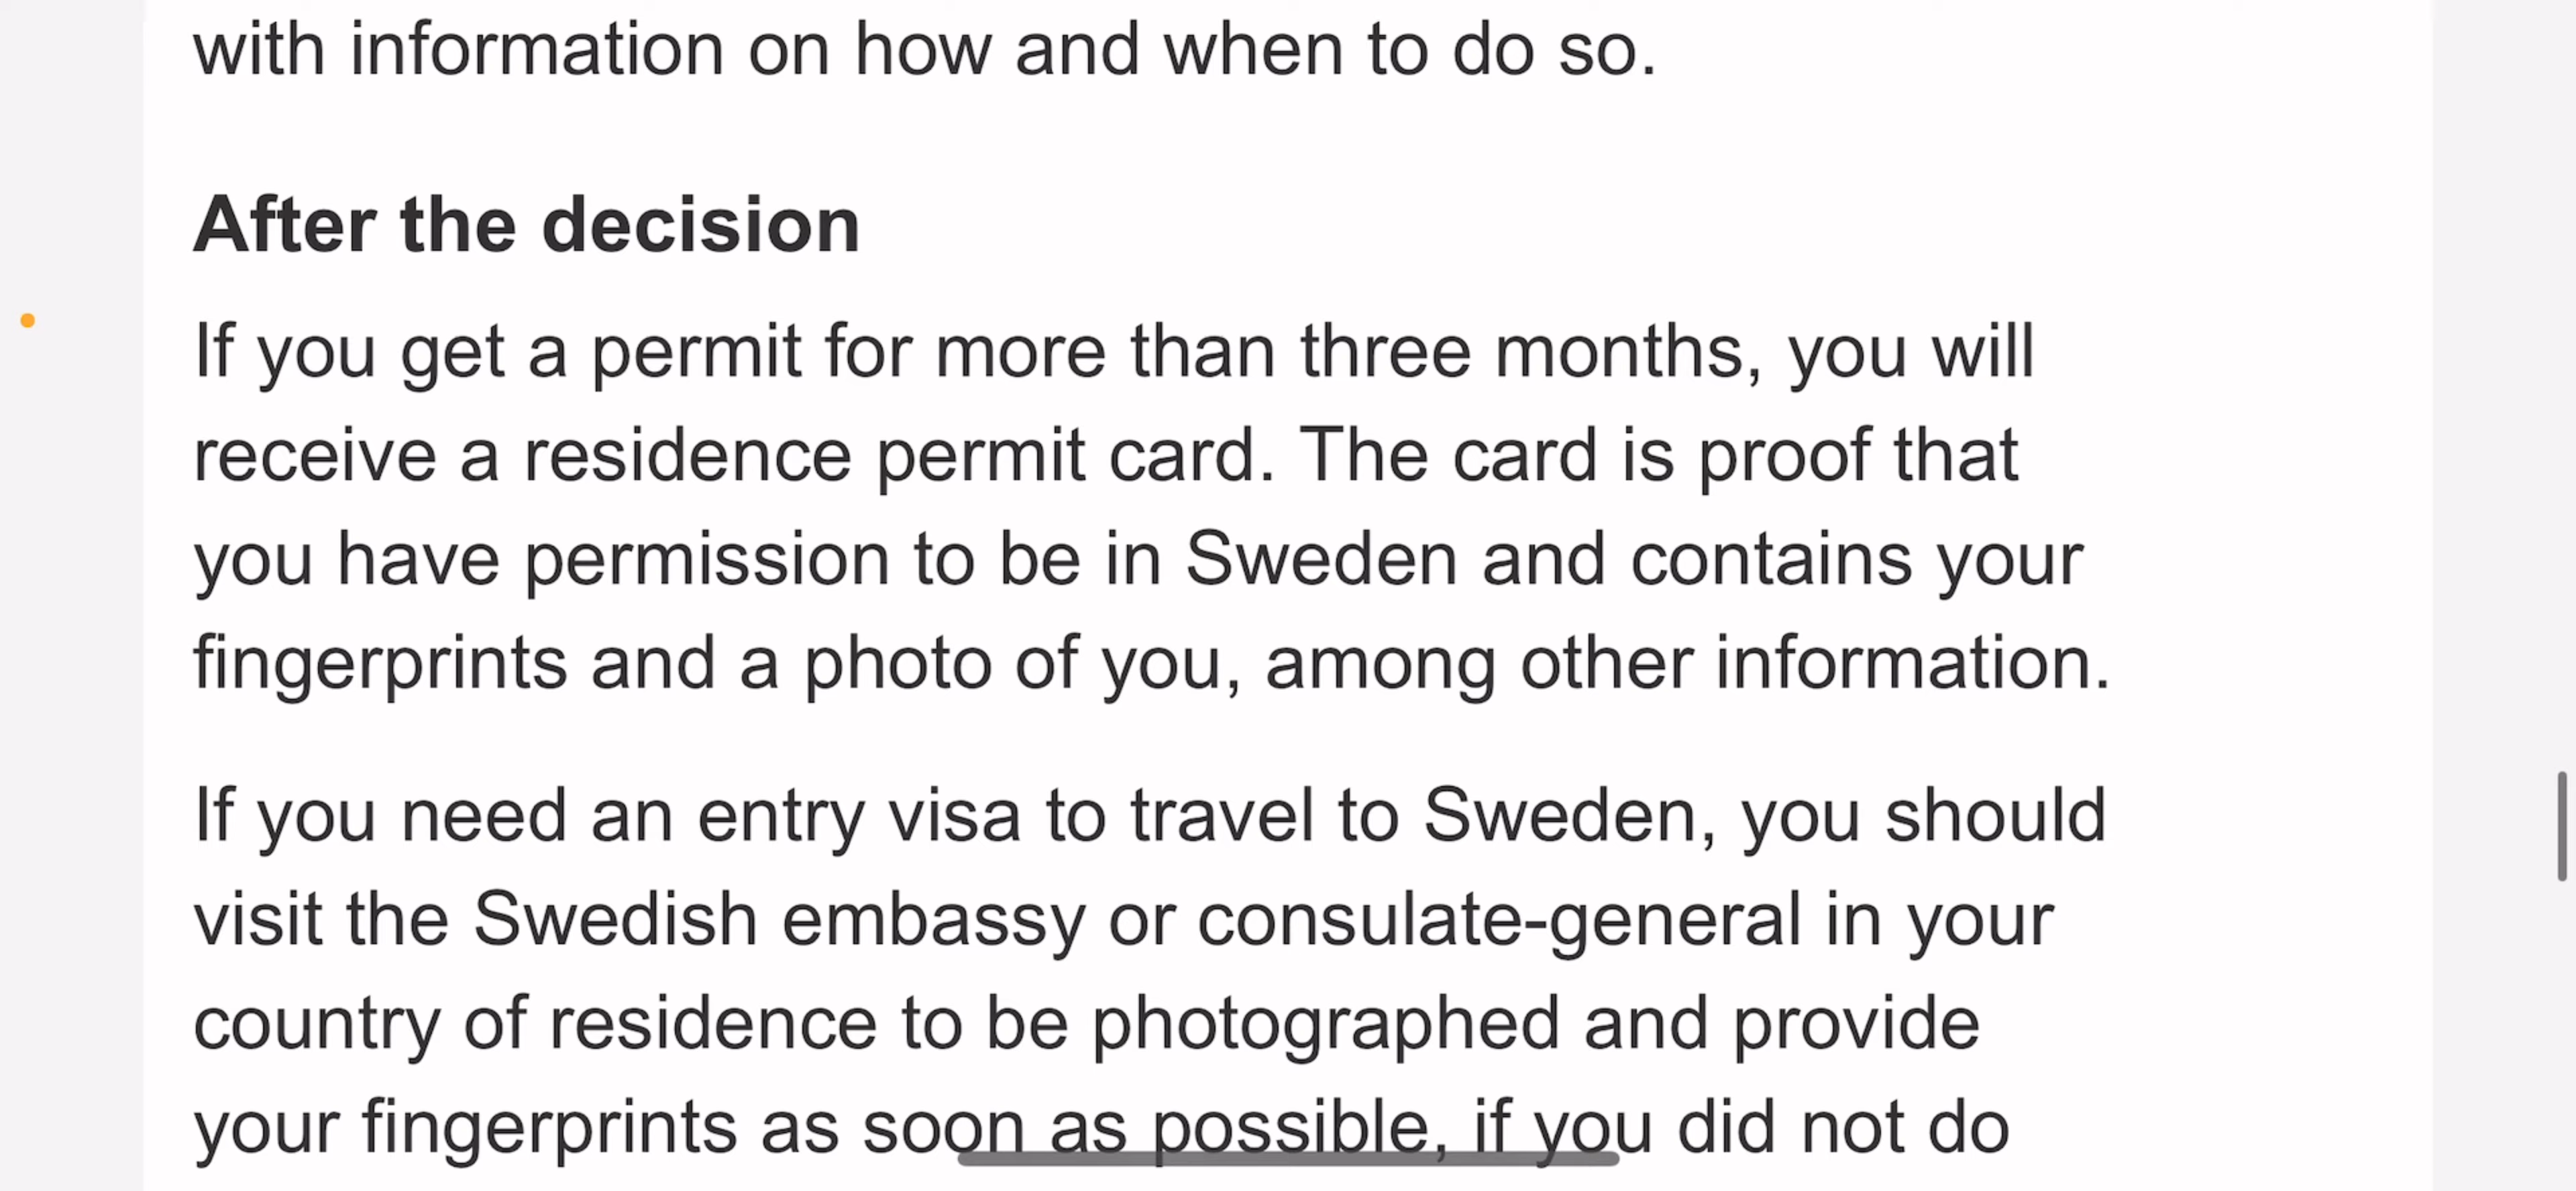 with information on how and when to do so.
After the decision
If you get a permit for more than three months, you will
receive a residence permit card. The card is proof that
you have permission to be in Sweden and contains your
fingerprints and a photo of you, among other information.
If you need an entry visa to travel to Sweden, you should
visit the Swedish embassy or consulate-general in your
country of residence to be photographed and provide
your fingerprints as soon as possible, if you did not do